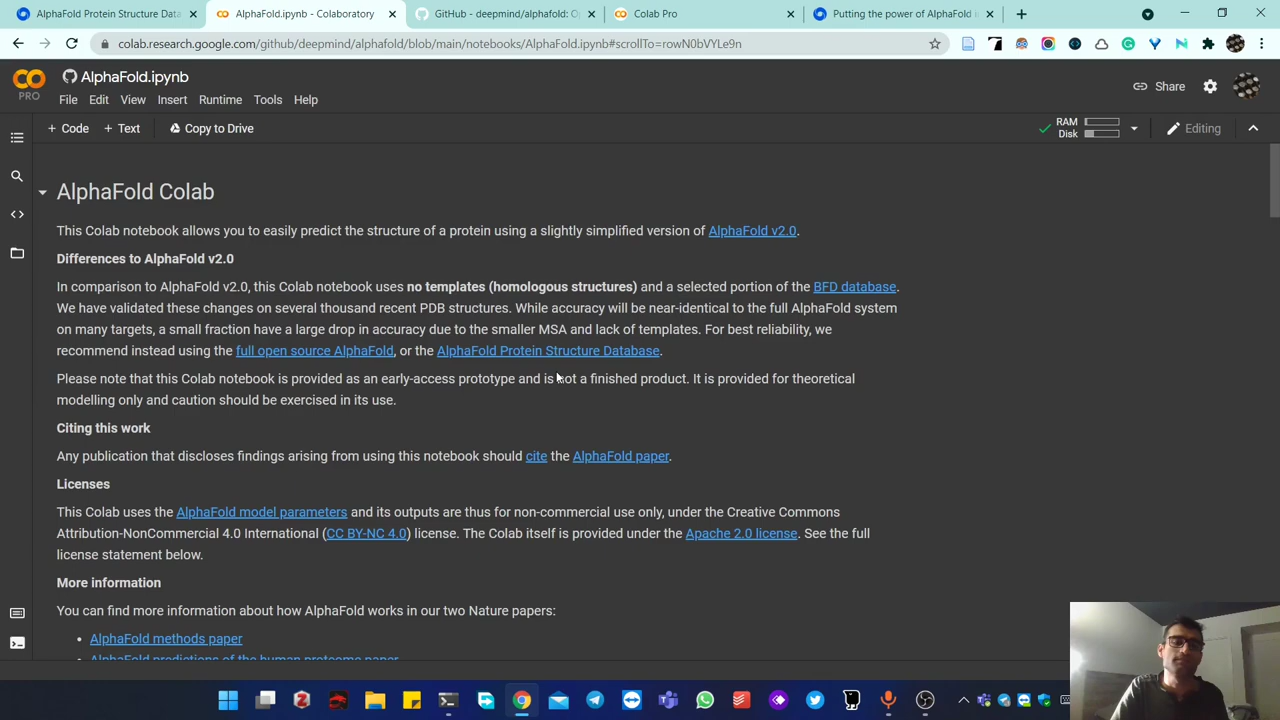 AlphaFold Protein Structure Data
AlphaFold.ipynb - Colaboratory
GitHub - deepmind/alphafold: Op
Colab Pro
Putting the power of AlphaFold i
colab.research.google.com/github/deepmind/alphafold/blob/main/notebooks/AlphaFold.ipynb#scrollTo=rowN0bVYLe9n
PRO
AlphaFold.ipynb
File Edit View Insert Runtime Tools Help
Share
+ Code + Text Copy to Drive
RAM
Disk
Editing
AlphaFold Colab
This Colab notebook allows you to easily predict the structure of a protein using a slightly simplified version of AlphaFold v2.0.
Differences to AlphaFold v2.0
In comparison to AlphaFold v2.0, this Colab notebook uses no templates (homologous structures) and a selected portion of the BFD database.
We have validated these changes on several thousand recent PDB structures. While accuracy will be near-identical to the full AlphaFold system
on many targets, a small fraction have a large drop in accuracy due to the smaller MSA and lack of templates. For best reliability, we
recommend instead using the full open source AlphaFold, or the AlphaFold Protein Structure Database.
Please note that this Colab notebook is provided as an early-access prototype and is not a finished product. It is provided for theoretical
modelling only and caution should be exercised in its use.
Citing this work
Any publication that discloses findings arising from using this notebook should cite the AlphaFold paper.
Licenses
This Colab uses the AlphaFold model parameters and its outputs are thus for non-commercial use only, under the Creative Commons
Attribution-NonCommercial 4.0 International (CC BY-NC 4.0) license. The Colab itself is provided under the Apache 2.0 license. See the full
license statement below.
More information
You can find more information about how AlphaFold works in our two Nature papers:
• AlphaFold methods paper
• AlphaFold predictions of the human proteome paper